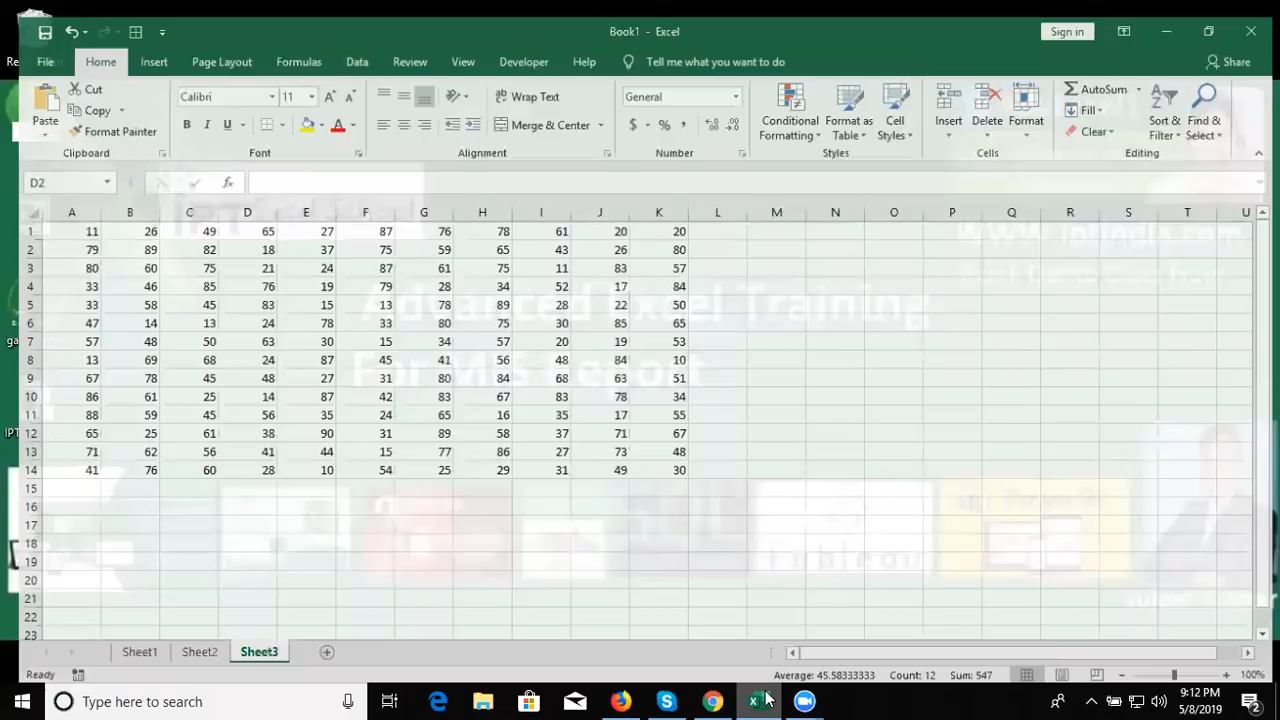 Book1 - Excel
Sign in
File Home Insert Page Layout Formulas Data Review View Developer Help Tell me what you want to do Share
Paste Cut Copy Format Painter
Calibri 11
B I U
Wrap Text
Merge & Center
General
$ % ,
Conditional Formatting Format as Table Cell Styles
Insert Delete Format
AutoSum Fill Clear
Sort & Filter Find & Select
Clipboard Font Alignment Number Styles Cells Editing
D2 fx
A B C D E F G H I J K L M N O P Q R S T U
1 11 26 49 65 27 87 76 78 61 20 20
2 79 89 82 18 37 75 59 65 43 26 80
3 80 60 75 21 24 87 61 75 11 83 57
4 33 46 85 76 19 79 28 34 52 17 84
5 33 58 45 83 15 13 78 89 28 22 50
6 47 14 13 24 78 33 80 75 30 85 65
7 57 48 50 63 30 15 34 57 20 19 53
8 13 69 68 24 87 45 41 56 48 84 10
9 67 78 45 48 27 31 80 84 68 63 51
10 86 61 25 14 87 42 83 67 83 78 34
11 88 59 45 56 35 24 65 16 35 17 55
12 65 25 61 38 90 31 89 58 37 71 67
13 71 62 56 41 44 15 77 86 27 73 48
14 41 76 60 28 10 54 25 29 31 49 30
15
16
17
18
19
20
21
22
23
www.iptindia.com
Advanced Excel Training
For MIS Report
Tableau
Sheet1 Sheet2 Sheet3
Ready
Average: 45.58333333 Count: 12 Sum: 547
100%
Type here to search
9:12 PM
5/8/2019
2